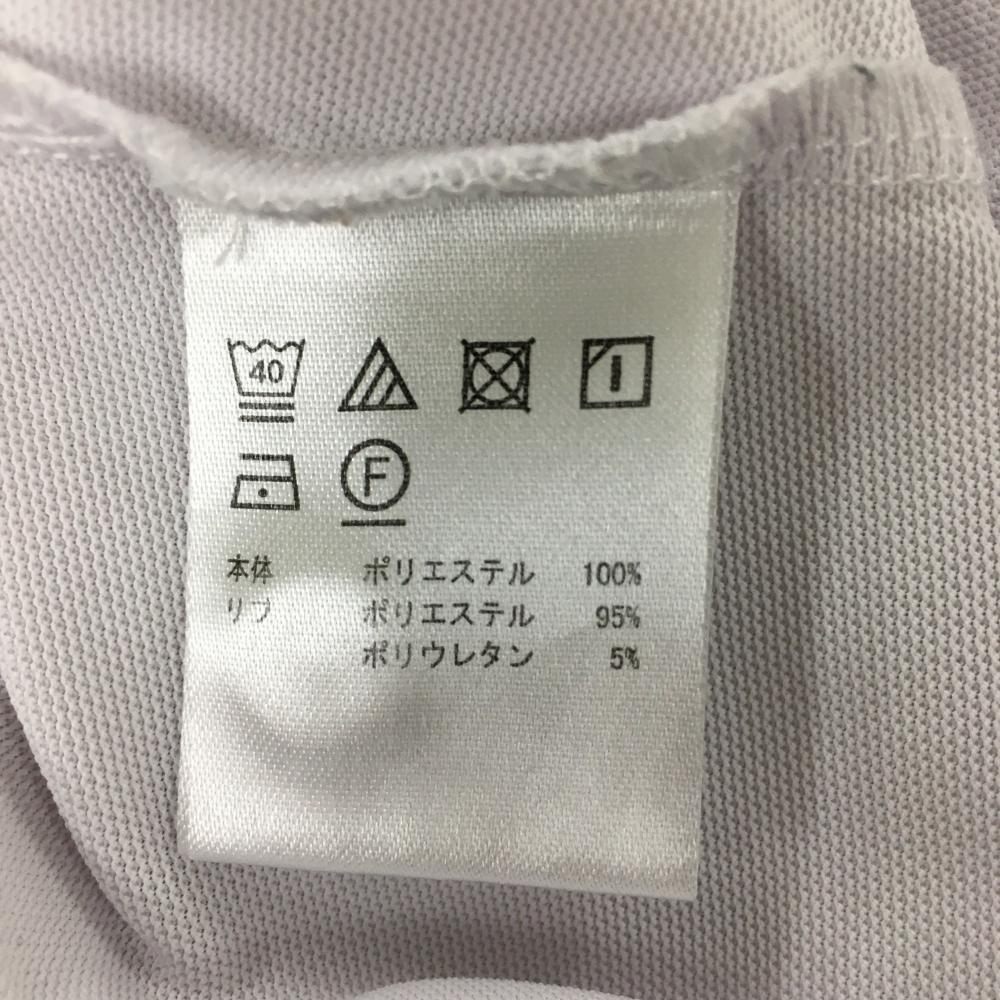 40
F
本体 ポリエステル 100%
リブ ポリエステル 95%
ポリウレタン 5%